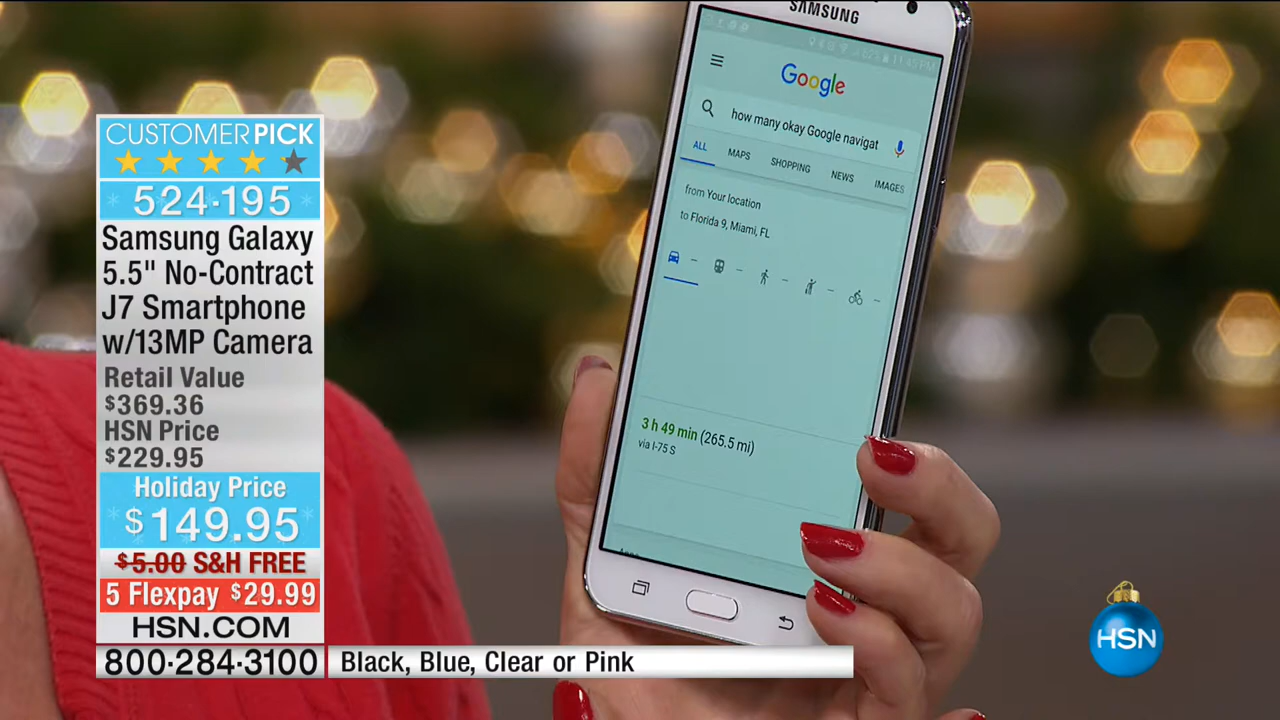 CUSTOMER PICK
524-195
Samsung Galaxy
5.5" No-Contract
J7 Smartphone
w/13MP Camera
Retail Value
$369.36
HSN Price
$229.95
Holiday Price
$149.95
$5.00 S&H FREE
5 Flexpay $29.99
HSN.COM
800-284-3100
Black, Blue, Clear or Pink
SAMSUNG
11:45 PM
Google
how many okay Google navigat
ALL MAPS SHOPPING NEWS IMAGES
from Your location
to Florida 9, Miami, FL
3 h 49 min (265.5 mi)
via I-75 S
HSN